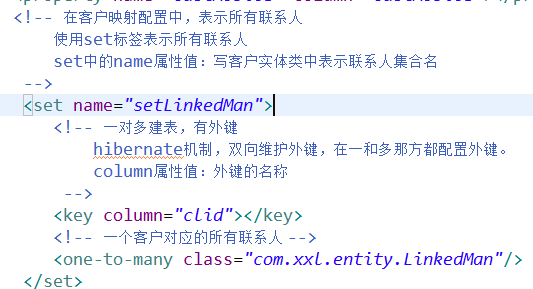 <!-- 在客户映射配置中，表示所有联系人
使用set标签表示所有联系人
set中的name属性值：写客户实体类中表示联系人集合名
-->
<set name="setLinkedMan">
<!-- 一对多建表，有外键
hibernate机制，双向维护外键，在一和多那方都配置外键。
column属性值：外键的名称
-->
<key column="clid"></key>
<!-- 一个客户对应的所有联系人 -->
<one-to-many class="com.xxl.entity.LinkedMan"/>
</set>